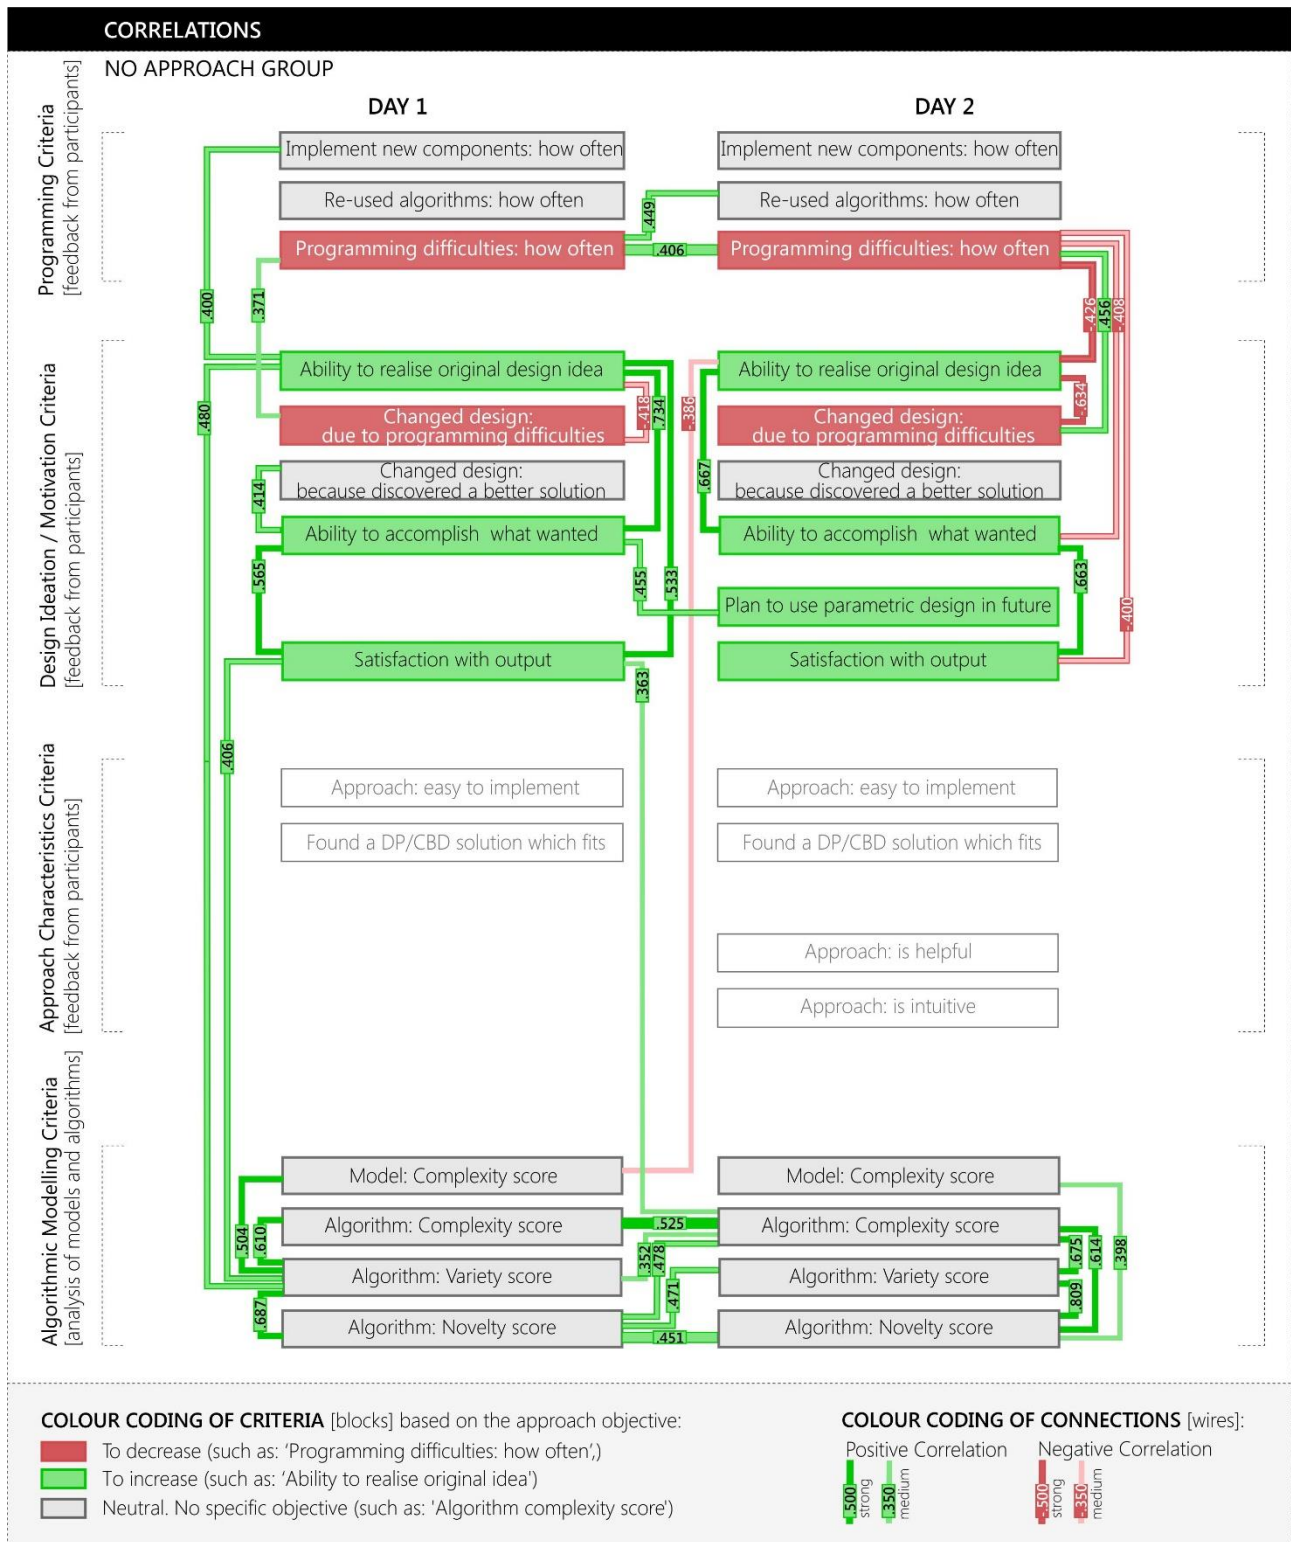 CORRELATIONS
NO APPROACH GROUP
DAY 1
DAY 2
Programming Criteria
[feedback from participants]
Implement new components: how often
Implement new components: how often
Re-used algorithms: how often
.449
Re-used algorithms: how often
Programming difficulties: how often
.406
Programming difficulties: how often
.400
.371
-.426
.456
-.408
Design Ideation / Motivation Criteria
[feedback from participants]
Ability to realise original design idea
Ability to realise original design idea
.480
Changed design:
due to programming difficulties
-.418
.734
-.386
Changed design:
due to programming difficulties
-.634
Changed design:
because discovered a better solution
Changed design:
because discovered a better solution
.414
.667
Ability to accomplish what wanted
Ability to accomplish what wanted
.565
.455
.533
.663
Plan to use parametric design in future
-.400
Satisfaction with output
Satisfaction with output
.363
.406
Approach Characteristics Criteria
[feedback from participants]
Approach: easy to implement
Approach: easy to implement
Found a DP/CBD solution which fits
Found a DP/CBD solution which fits
Approach: is helpful
Approach: is intuitive
Algorithmic Modelling Criteria
[analysis of models and algorithms]
Model: Complexity score
Model: Complexity score
.504
.610
Algorithm: Complexity score
.525
Algorithm: Complexity score
.352
.478
.675
.614
.398
Algorithm: Variety score
.471
Algorithm: Variety score
.809
.687
Algorithm: Novelty score
.451
Algorithm: Novelty score
COLOUR CODING OF CRITERIA [blocks] based on the approach objective:
To decrease (such as: 'Programming difficulties: how often',)
To increase (such as: 'Ability to realise original idea')
Neutral. No specific objective (such as: 'Algorithm complexity score')
COLOUR CODING OF CONNECTIONS [wires]:
Positive Correlation
Negative Correlation
.500
strong
.350
medium
-.500
strong
-.350
medium